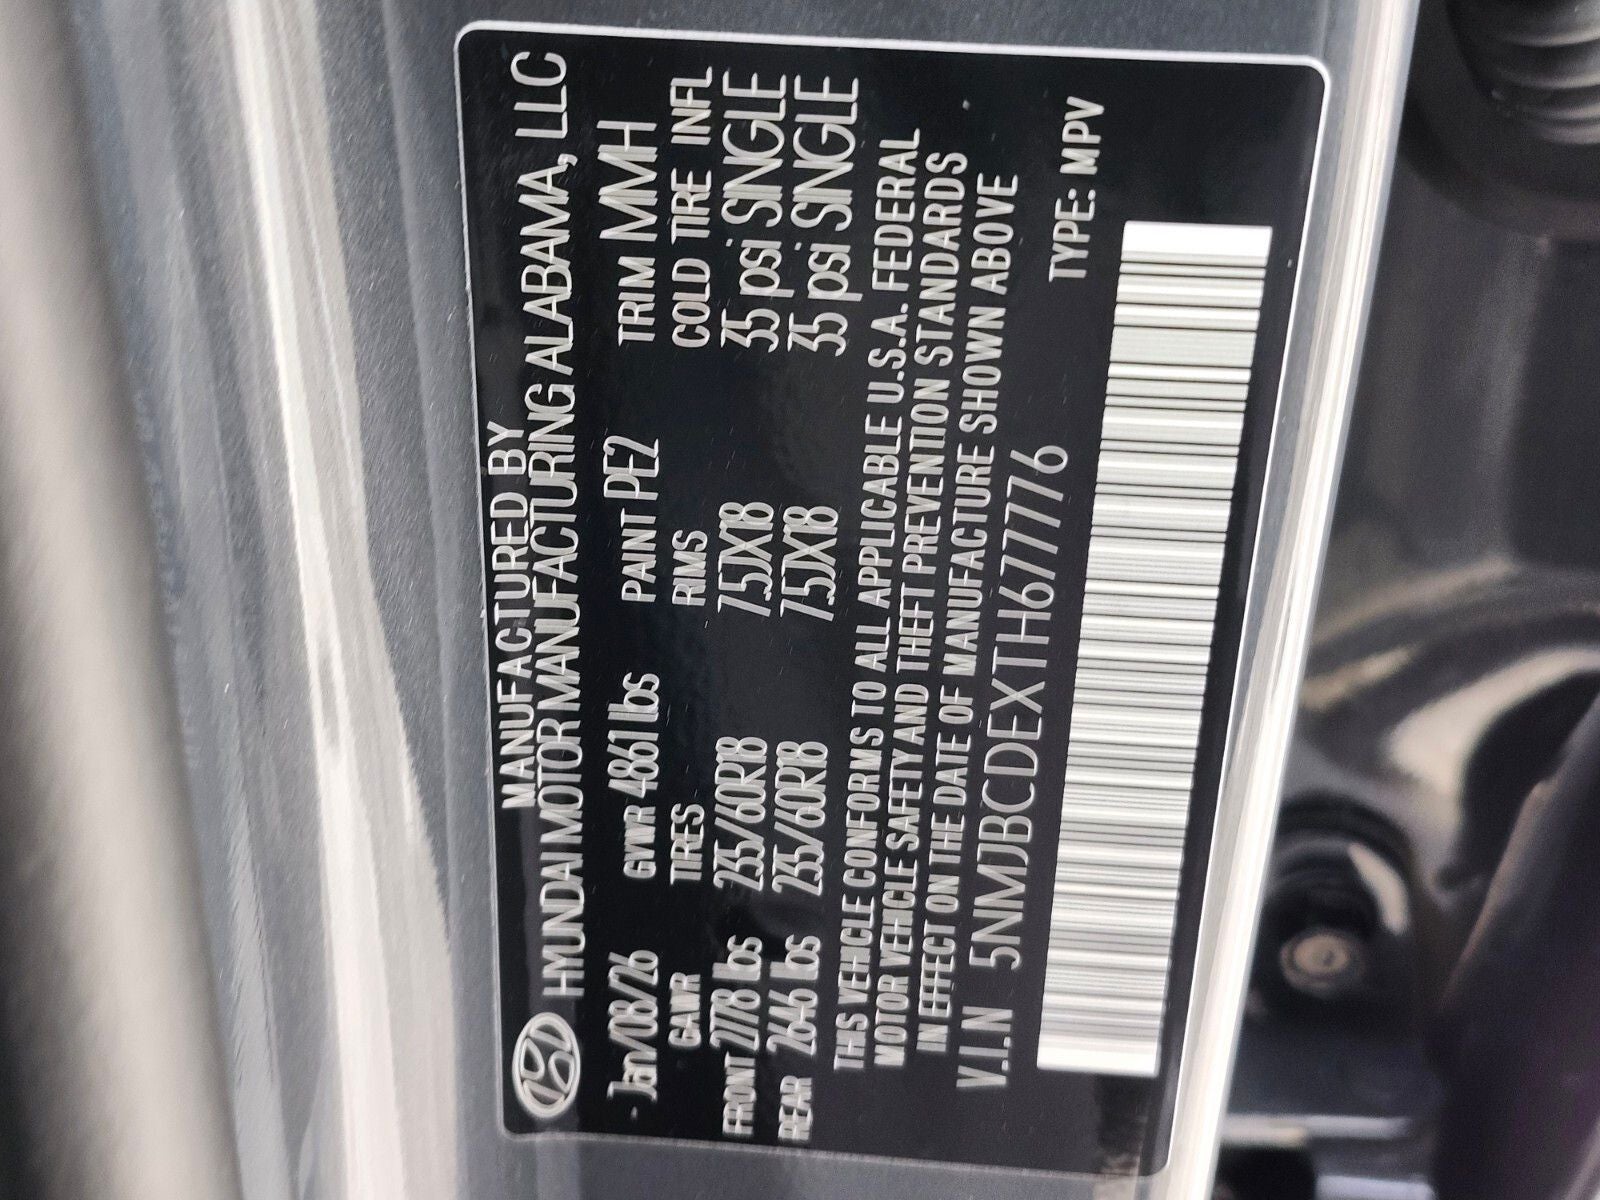 MANUFACTURED BY
HYUNDAI MOTOR MANUFACTURING ALABAMA, LLC
Jan/08/26 GVWR 4861 lbs PAINT PE2 TRIM MMH
GAWR TIRES RIMS COLD TIRE INFL
FRONT 2778 lbs 235/60R18 7.5JX18 35 psi SINGLE
REAR 2646 lbs 235/60R18 7.5JX18 35 psi SINGLE
THIS VEHICLE CONFORMS TO ALL APPLICABLE U.S.A. FEDERAL
MOTOR VEHICLE SAFETY AND THEFT PREVENTION STANDARDS
IN EFFECT ON THE DATE OF MANUFACTURE SHOWN ABOVE
V.I.N 5NMJBCDEXTH677776 TYPE: MPV